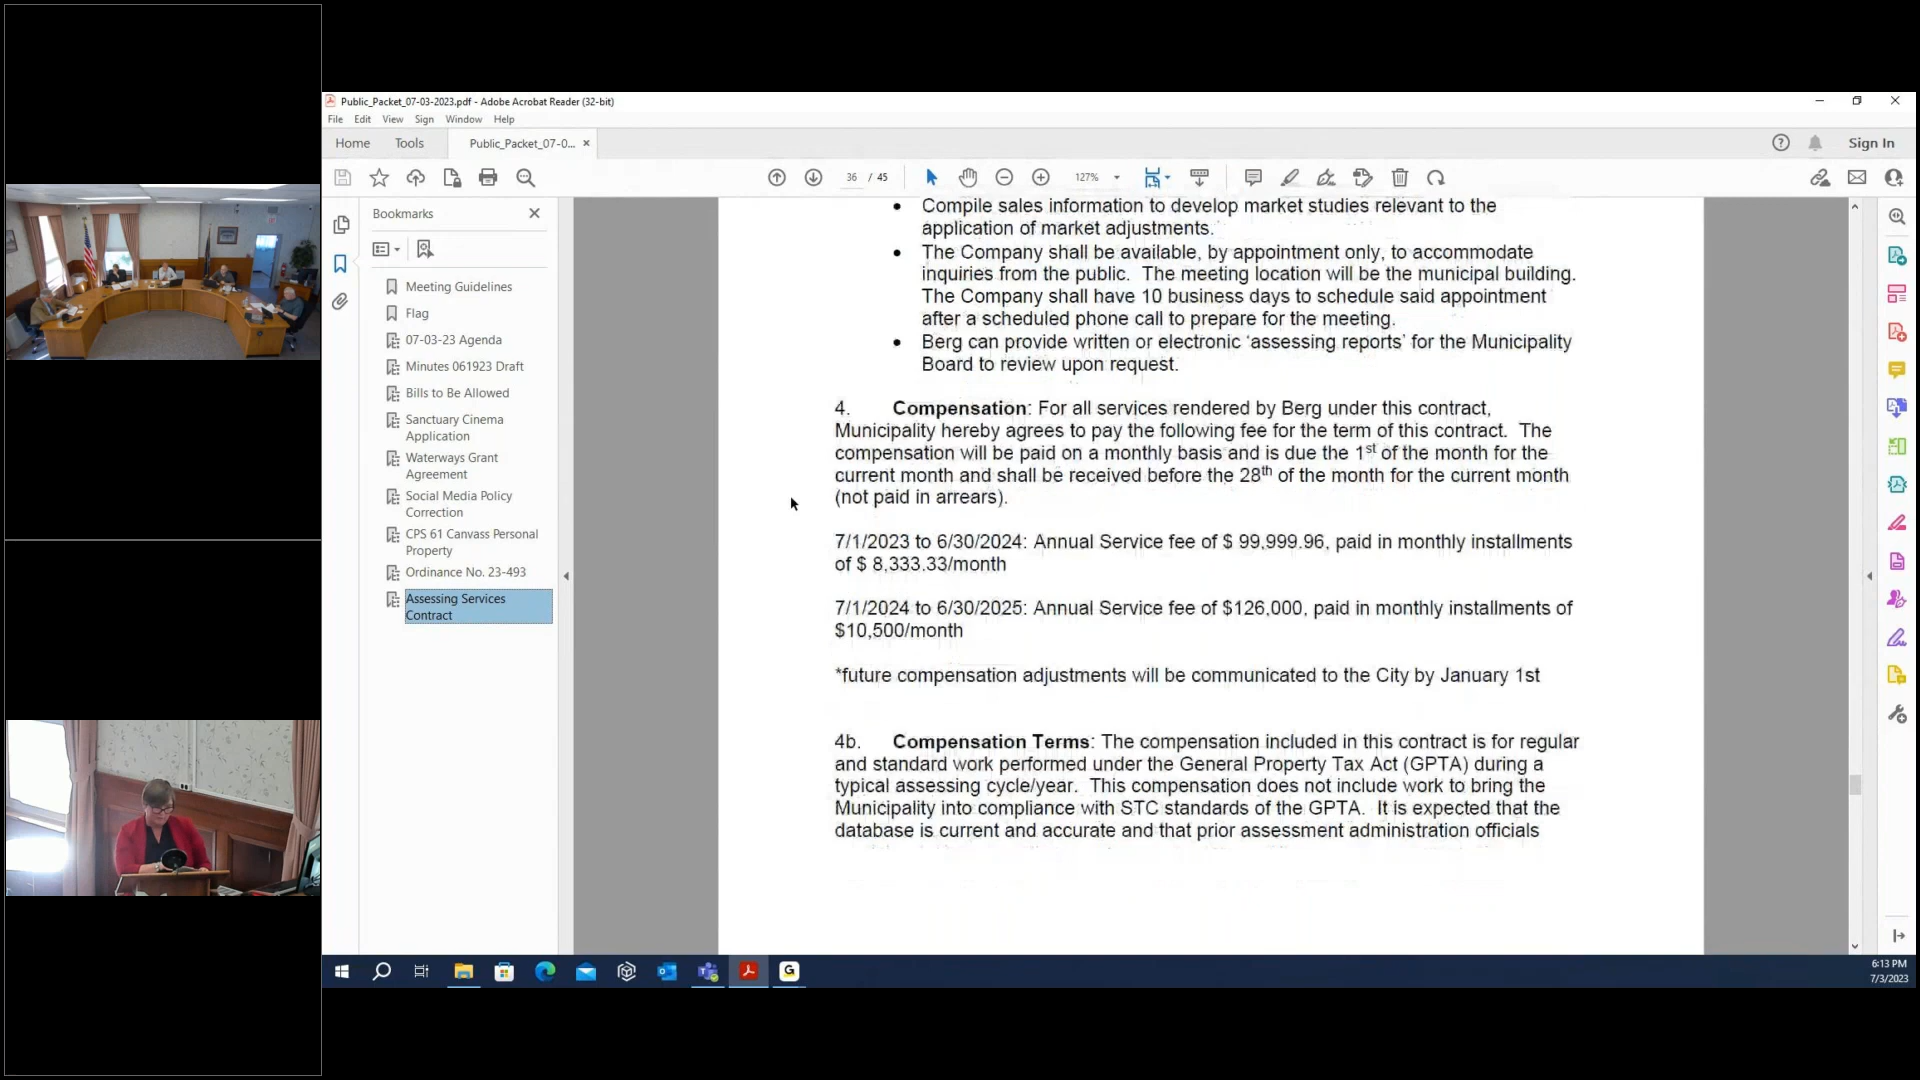 Public_Packet_07-03-2023.pdf - Adobe Acrobat Reader (32-bit)
File Edit View Sign Window Help
Home Tools Public_Packet_07-0... × Sign In
36 / 45 127%
Bookmarks
Meeting Guidelines
Flag
07-03-23 Agenda
Minutes 061923 Draft
Bills to Be Allowed
Sanctuary Cinema
Application
Waterways Grant
Agreement
Social Media Policy
Correction
CPS 61 Canvass Personal
Property
Ordinance No. 23-493
Assessing Services
Contract
• Compile sales information to develop market studies relevant to the
application of market adjustments.
• The Company shall be available, by appointment only, to accommodate
inquiries from the public. The meeting location will be the municipal building.
The Company shall have 10 business days to schedule said appointment
after a scheduled phone call to prepare for the meeting.
• Berg can provide written or electronic ‘assessing reports’ for the Municipality
Board to review upon request.
4. Compensation: For all services rendered by Berg under this contract,
Municipality hereby agrees to pay the following fee for the term of this contract. The
compensation will be paid on a monthly basis and is due the 1st of the month for the
current month and shall be received before the 28th of the month for the current month
(not paid in arrears).
7/1/2023 to 6/30/2024: Annual Service fee of $ 99,999.96, paid in monthly installments
of $ 8,333.33/month
7/1/2024 to 6/30/2025: Annual Service fee of $126,000, paid in monthly installments of
$10,500/month
*future compensation adjustments will be communicated to the City by January 1st
4b. Compensation Terms: The compensation included in this contract is for regular
and standard work performed under the General Property Tax Act (GPTA) during a
typical assessing cycle/year. This compensation does not include work to bring the
Municipality into compliance with STC standards of the GPTA. It is expected that the
database is current and accurate and that prior assessment administration officials
6:13 PM
7/3/2023